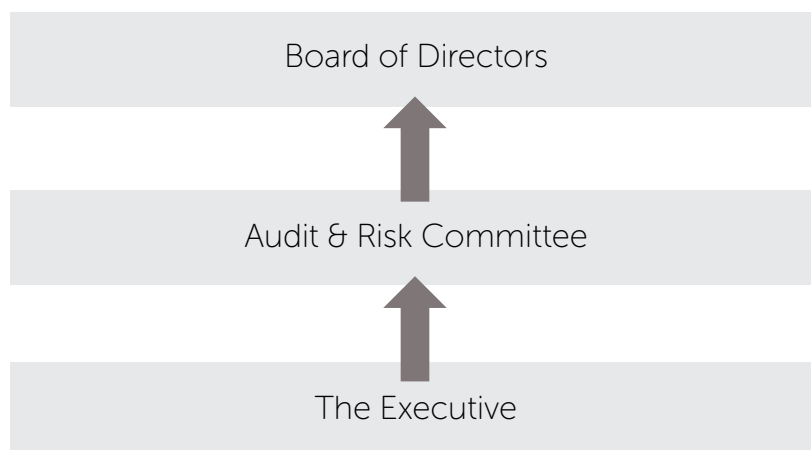 Board of Directors
Audit & Risk Committee
The Executive